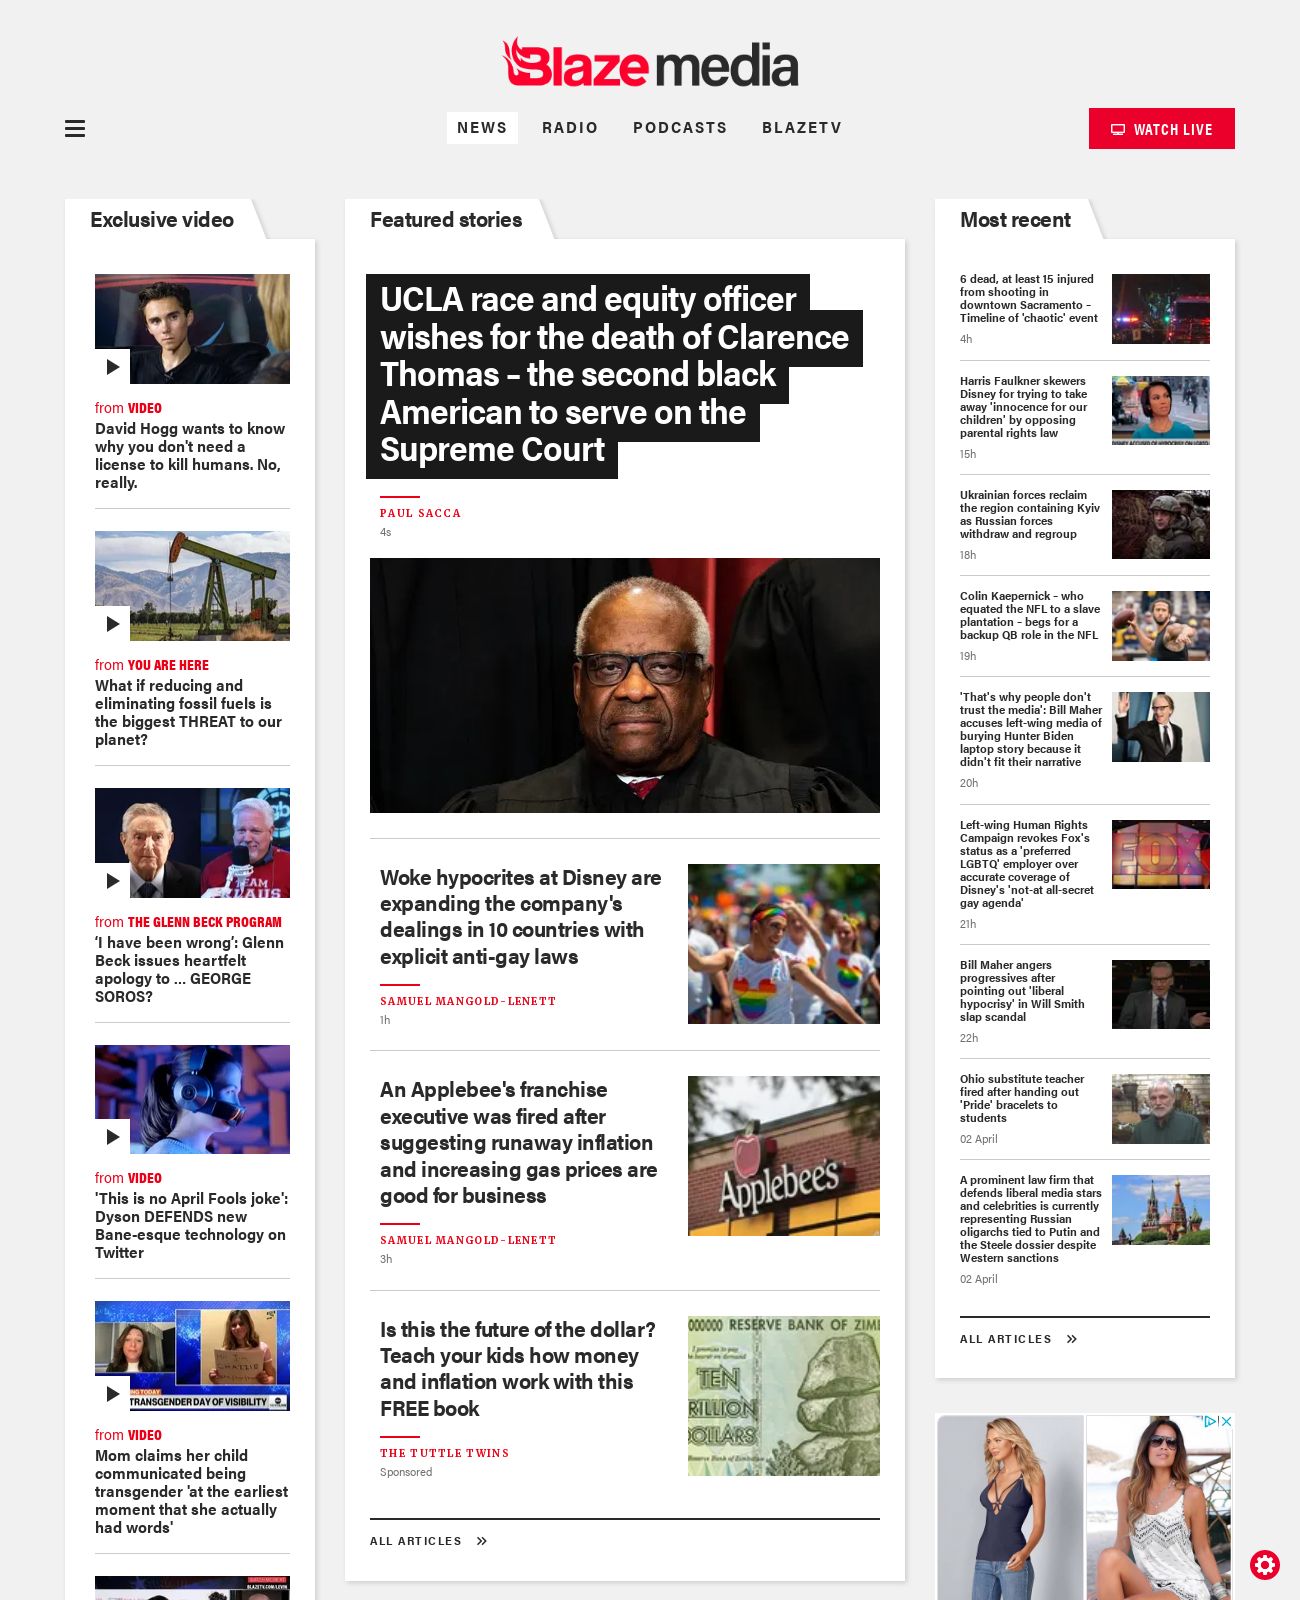 Blaze media
NEWS
RADIO
PODCASTS
BLAZETV
WATCH LIVE
Exclusive video
from VIDEO
David Hogg wants to know
why you don't need a
license to kill humans. No,
really.
from YOU ARE HERE
What if reducing and
eliminating fossil fuels is
the biggest THREAT to our
planet?
TEAM
KLAUS
from THE GLENN BECK PROGRAM
‘I have been wrong’: Glenn
Beck issues heartfelt
apology to ... GEORGE
SOROS?
from VIDEO
'This is no April Fools joke':
Dyson DEFENDS new
Bane-esque technology on
Twitter
TRANSGENDER DAY OF VISIBILITY
from VIDEO
Mom claims her child
communicated being
transgender 'at the earliest
moment that she actually
had words'
BLAZETV.COM/LEVIN
Featured stories
UCLA race and equity officer
wishes for the death of Clarence
Thomas – the second black
American to serve on the
Supreme Court
PAUL SACCA
4s
Woke hypocrites at Disney are
expanding the company's
dealings in 10 countries with
explicit anti-gay laws
SAMUEL MANGOLD-LENETT
1h
An Applebee's franchise
executive was fired after
suggesting runaway inflation
and increasing gas prices are
good for business
SAMUEL MANGOLD-LENETT
3h
Applebee's
Is this the future of the dollar?
Teach your kids how money
and inflation work with this
FREE book
THE TUTTLE TWINS
Sponsored
RESERVE BANK OF ZIMB
TEN
RILLION
DOLLARS
ALL ARTICLES
Most recent
6 dead, at least 15 injured
from shooting in
downtown Sacramento –
Timeline of 'chaotic' event
4h
Harris Faulkner skewers
Disney for trying to take
away 'innocence for our
children' by opposing
parental rights law
15h
Ukrainian forces reclaim
the region containing Kyiv
as Russian forces
withdraw and regroup
18h
Colin Kaepernick – who
equated the NFL to a slave
plantation – begs for a
backup QB role in the NFL
19h
'That's why people don't
trust the media': Bill Maher
accuses left-wing media of
burying Hunter Biden
laptop story because it
didn't fit their narrative
20h
Left-wing Human Rights
Campaign revokes Fox's
status as a 'preferred
LGBTQ' employer over
accurate coverage of
Disney's 'not-at all-secret
gay agenda'
21h
FOX
Bill Maher angers
progressives after
pointing out 'liberal
hypocrisy' in Will Smith
slap scandal
22h
Ohio substitute teacher
fired after handing out
'Pride' bracelets to
students
02 April
A prominent law firm that
defends liberal media stars
and celebrities is currently
representing Russian
oligarchs tied to Putin and
the Steele dossier despite
Western sanctions
02 April
ALL ARTICLES